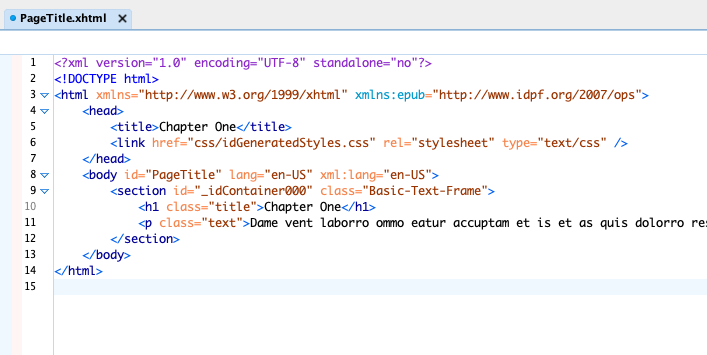 PageTitle.xhtml
1 <?xml version="1.0" encoding="UTF-8" standalone="no"?>
2 <!DOCTYPE html>
3 <html xmlns="http://www.w3.org/1999/xhtml" xmlns:epub="http://www.idpf.org/2007/ops">
4 <head>
5 <title>Chapter One</title>
6 <link href="css/idGeneratedStyles.css" rel="stylesheet" type="text/css" />
7 </head>
8 <body id="PageTitle" lang="en-US" xml:lang="en-US">
9 <section id="_idContainer000" class="Basic-Text-Frame">
10 <h1 class="title">Chapter One</h1>
11 <p class="text">Dame vent laborro ommo eatur accuptam et is et as quis dolorro res
12 </section>
13 </body>
14 </html>
15